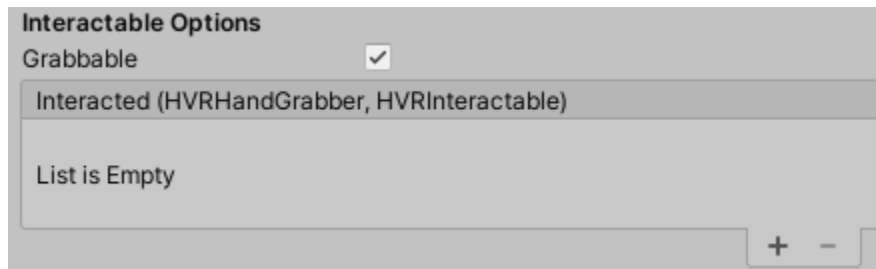 Interactable Options
Grabbable
Interacted (HVRHandGrabber, HVRInteractable)
List is Empty
+ −